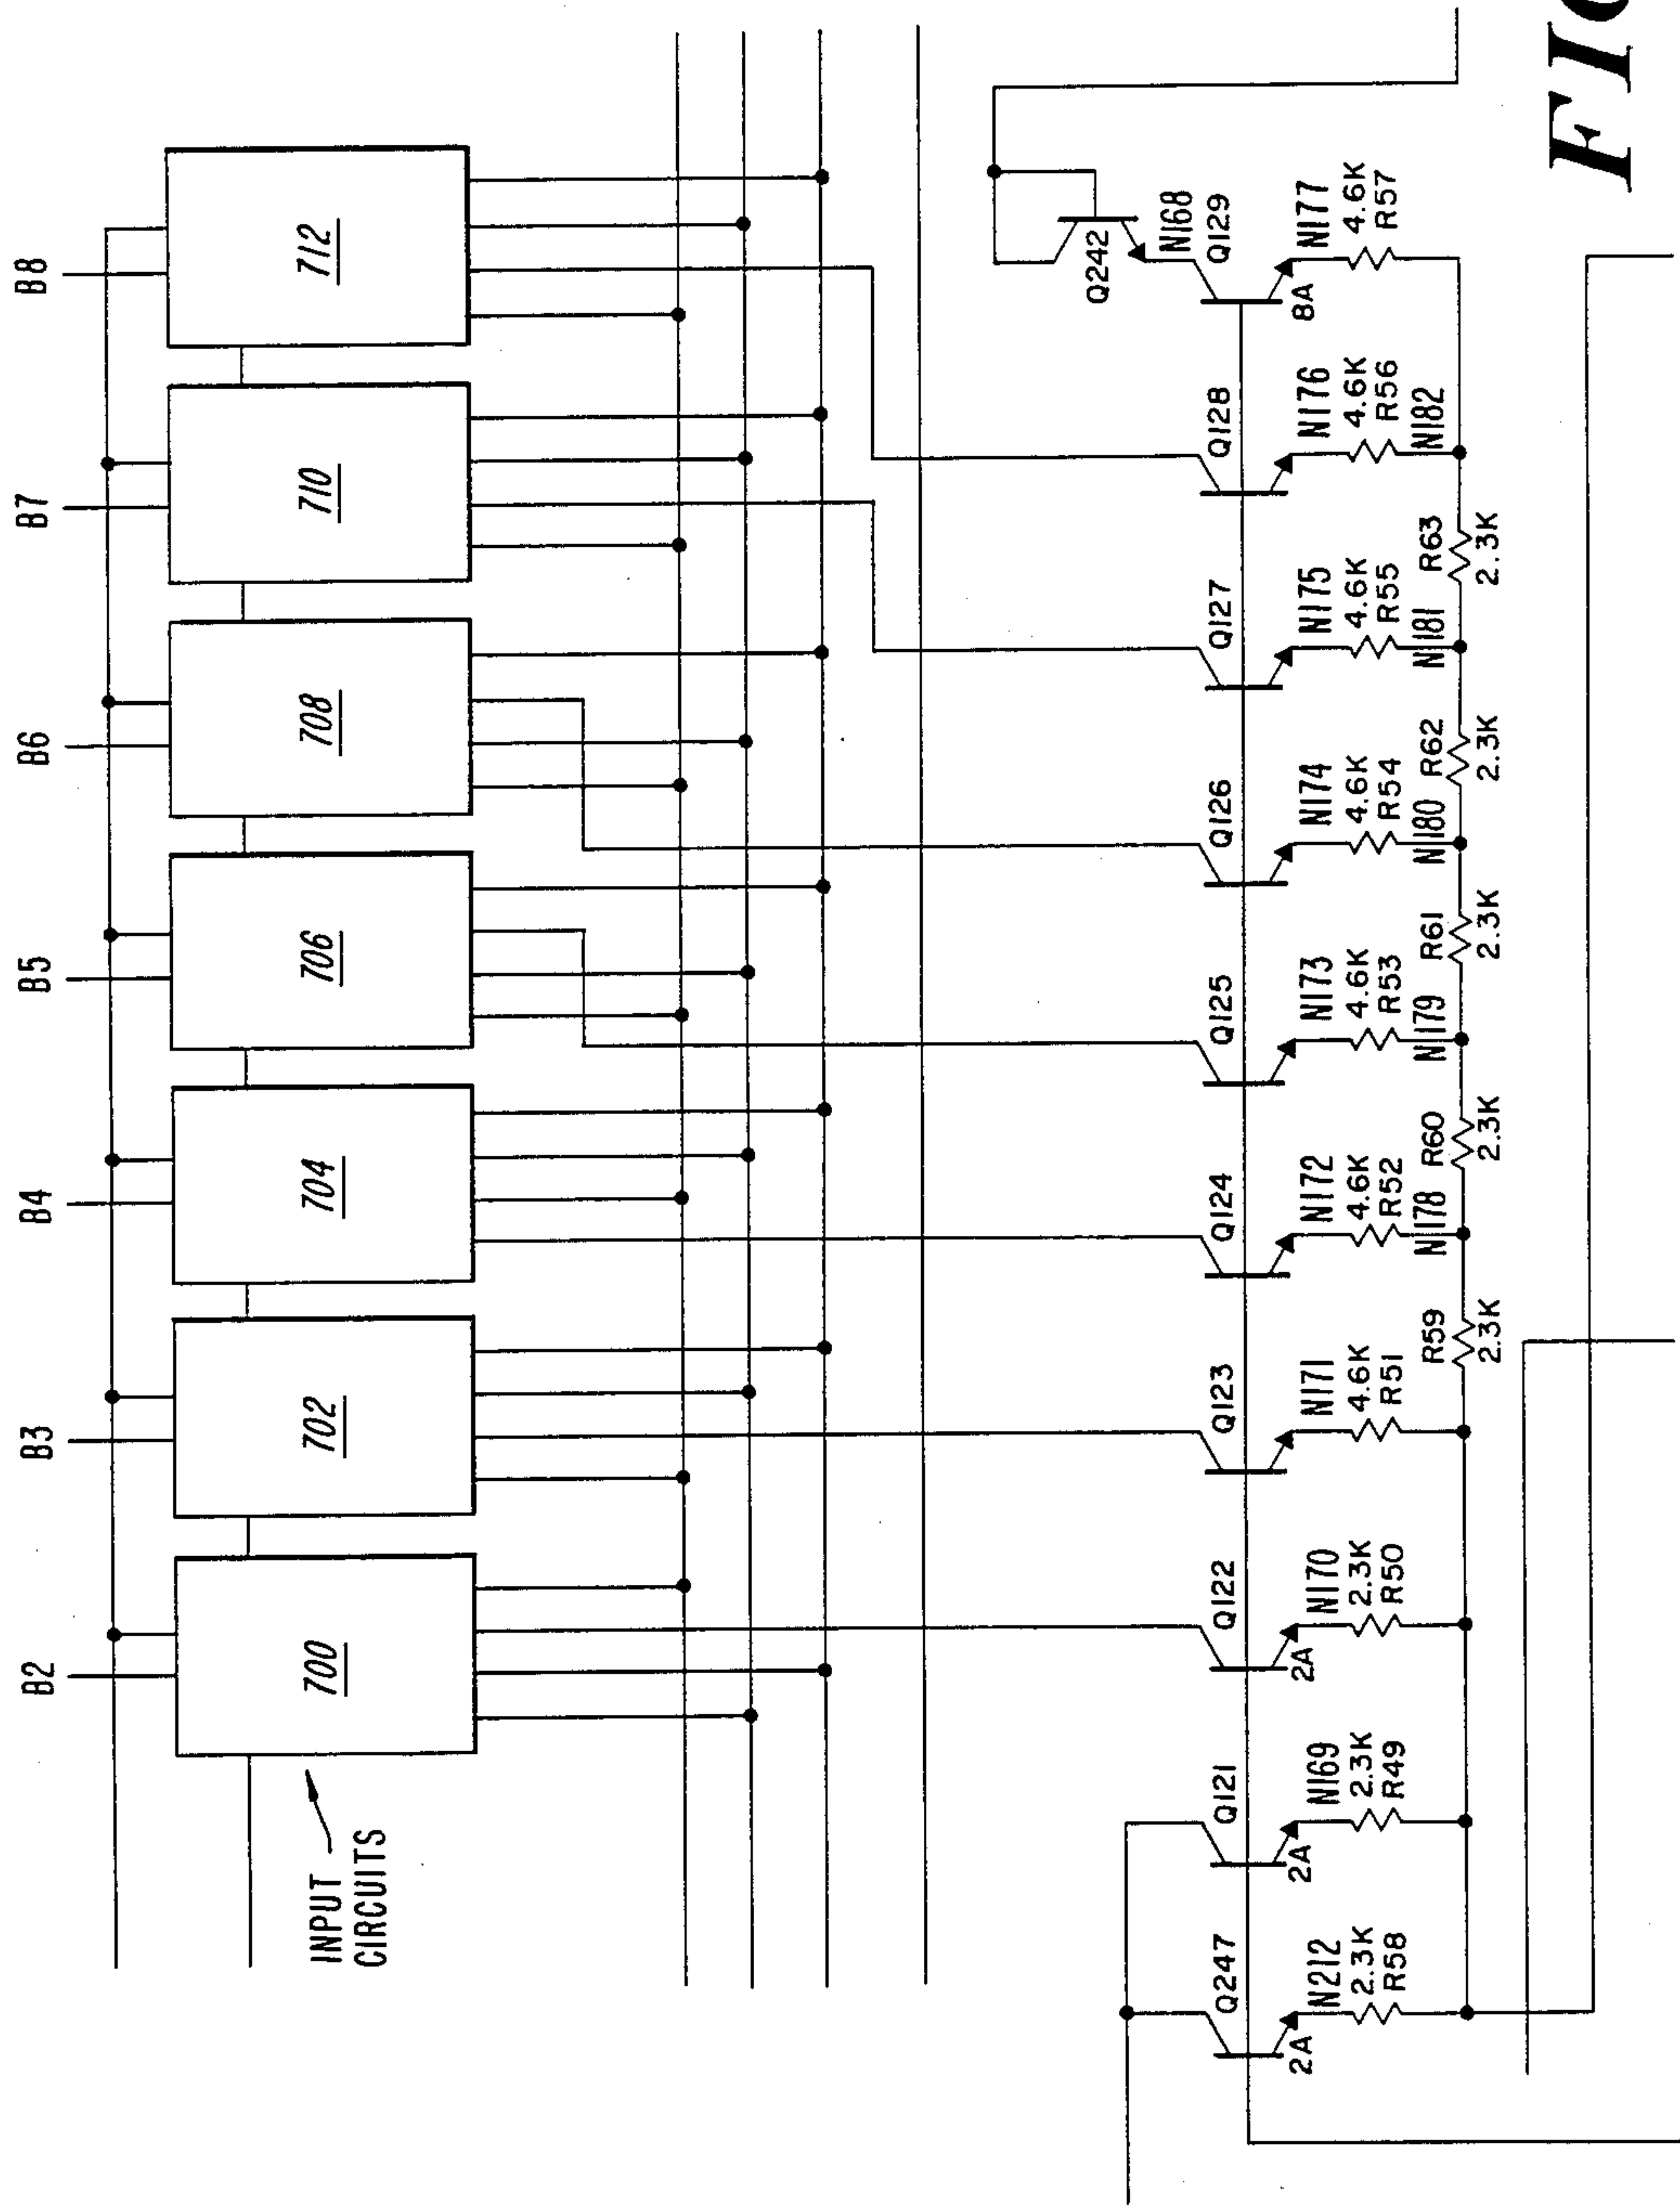 B2
B3
B4
B5
B6
B7
B8
700
702
704
706
708
710
712
INPUT
CIRCUITS
Q242
N168
Q247
Q121
Q122
Q123
Q124
Q125
Q126
Q127
Q128
Q129
2A
2A
2A
8A
N212
N169
N170
N171
N172
N173
N174
N175
N176
N177
2.3K
2.3K
2.3K
4.6K
4.6K
4.6K
4.6K
4.6K
4.6K
4.6K
R58
R49
R50
R51
R52
R53
R54
R55
R56
R57
N178
N179
N180
N181
N182
R59
R60
R61
R62
R63
2.3K
2.3K
2.3K
2.3K
2.3K